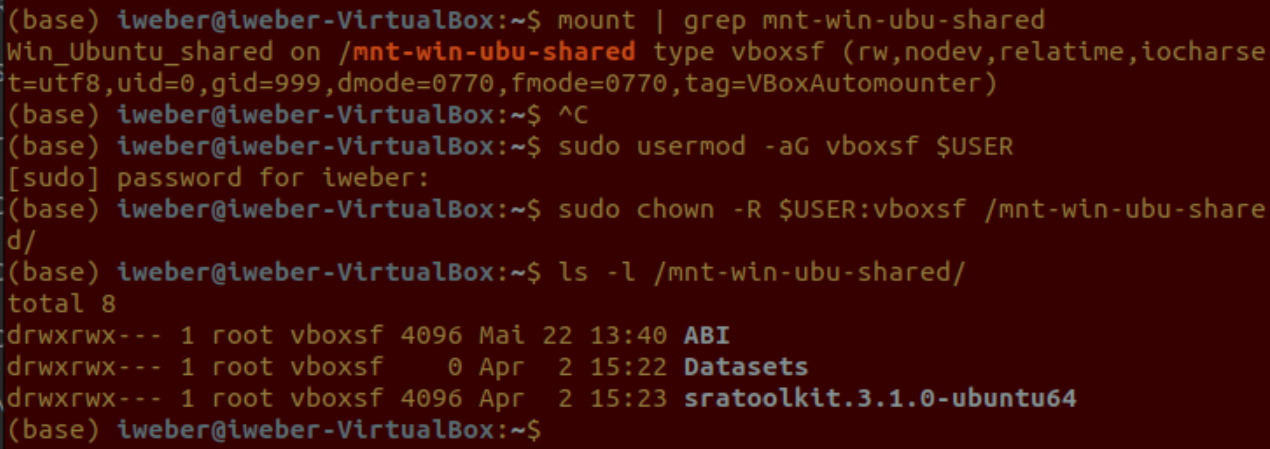 (base) iweber@iweber-VirtualBox:~$ mount | grep mnt-win-ubu-shared
Win_Ubuntu_shared on /mnt-win-ubu-shared type vboxsf (rw,nodev,relatime,iocharse
t=utf8,uid=0,gid=999,dmode=0770,fmode=0770,tag=VBoxAutomounter)
(base) iweber@iweber-VirtualBox:~$ ^C
(base) iweber@iweber-VirtualBox:~$ sudo usermod -aG vboxsf $USER
[sudo] password for iweber:
(base) iweber@iweber-VirtualBox:~$ sudo chown -R $USER:vboxsf /mnt-win-ubu-share
d/
(base) iweber@iweber-VirtualBox:~$ ls -l /mnt-win-ubu-shared/
total 8
drwxrwx--- 1 root vboxsf 4096 Mai 22 13:40 ABI
drwxrwx--- 1 root vboxsf    0 Apr  2 15:22 Datasets
drwxrwx--- 1 root vboxsf 4096 Apr  2 15:23 sratoolkit.3.1.0-ubuntu64
(base) iweber@iweber-VirtualBox:~$